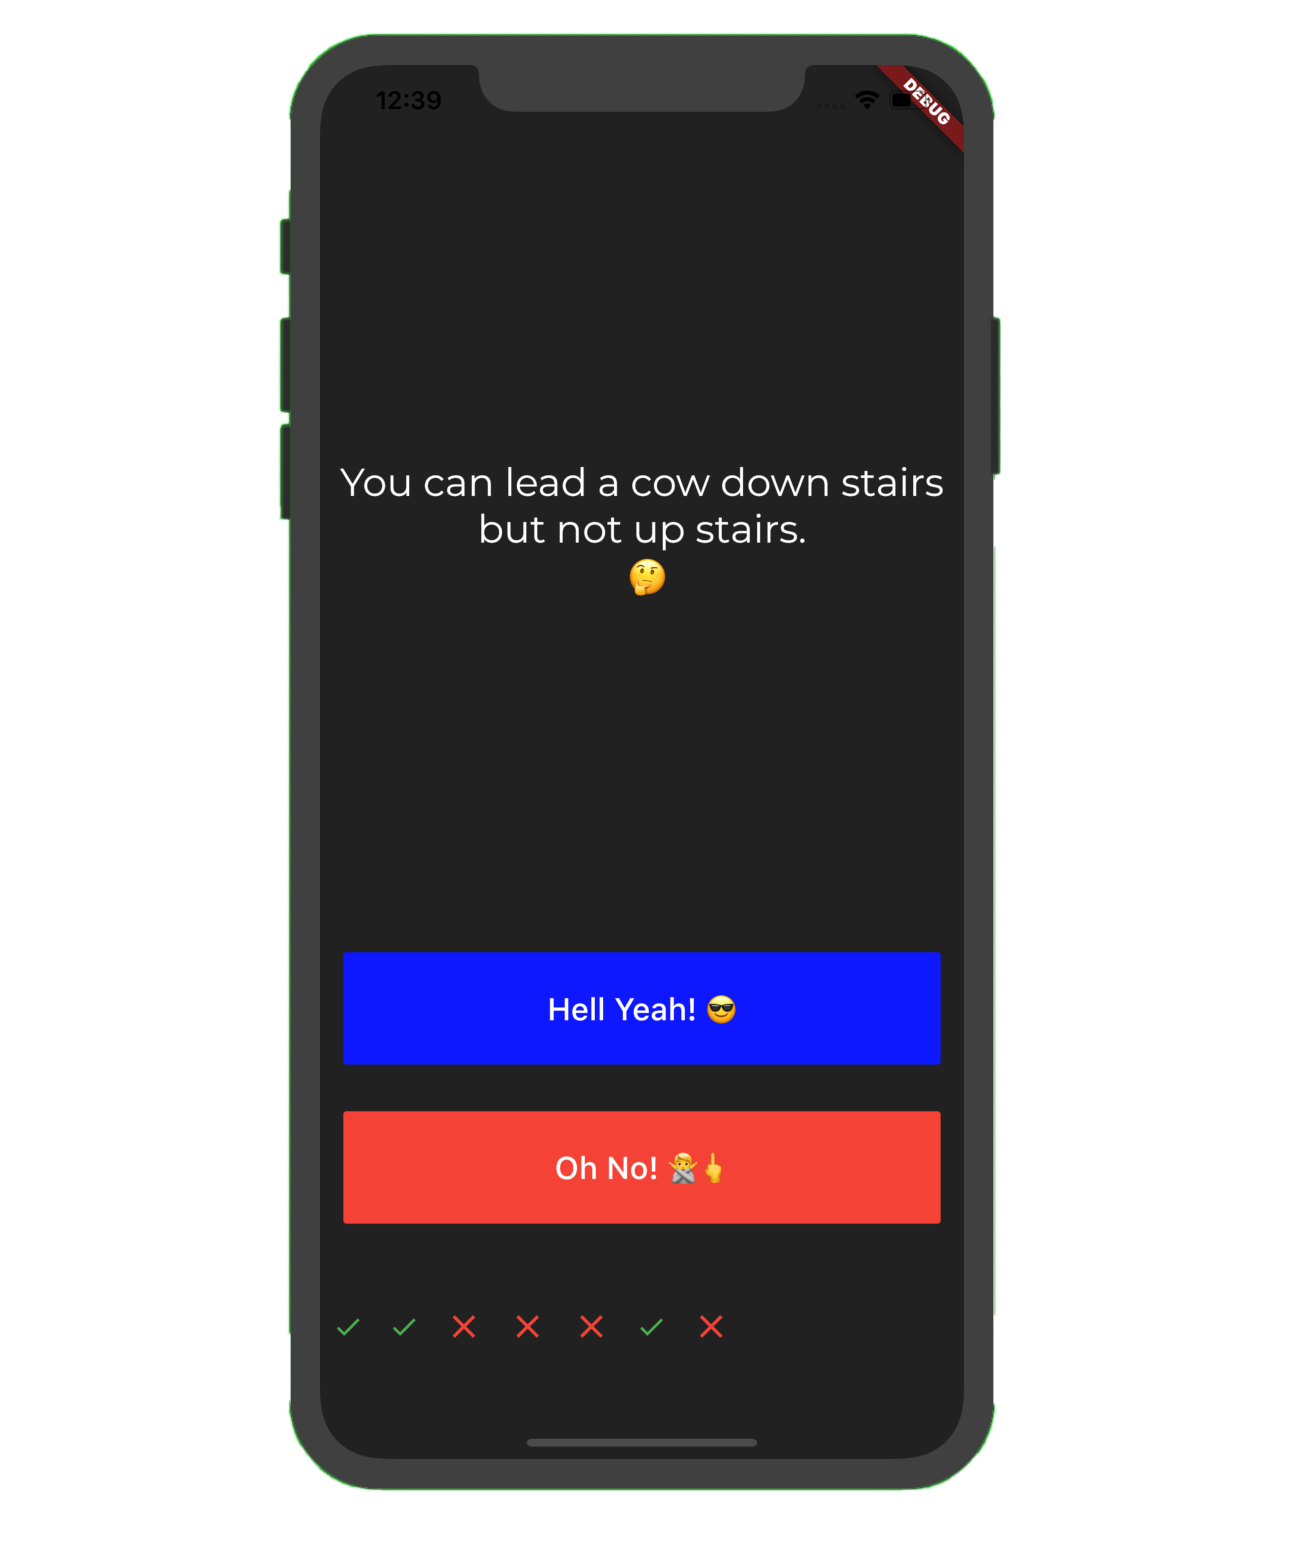 12:39
DEBUG
You can lead a cow down stairs
but not up stairs.
🤔
Hell Yeah! 😎
Oh No! 🙅🖕